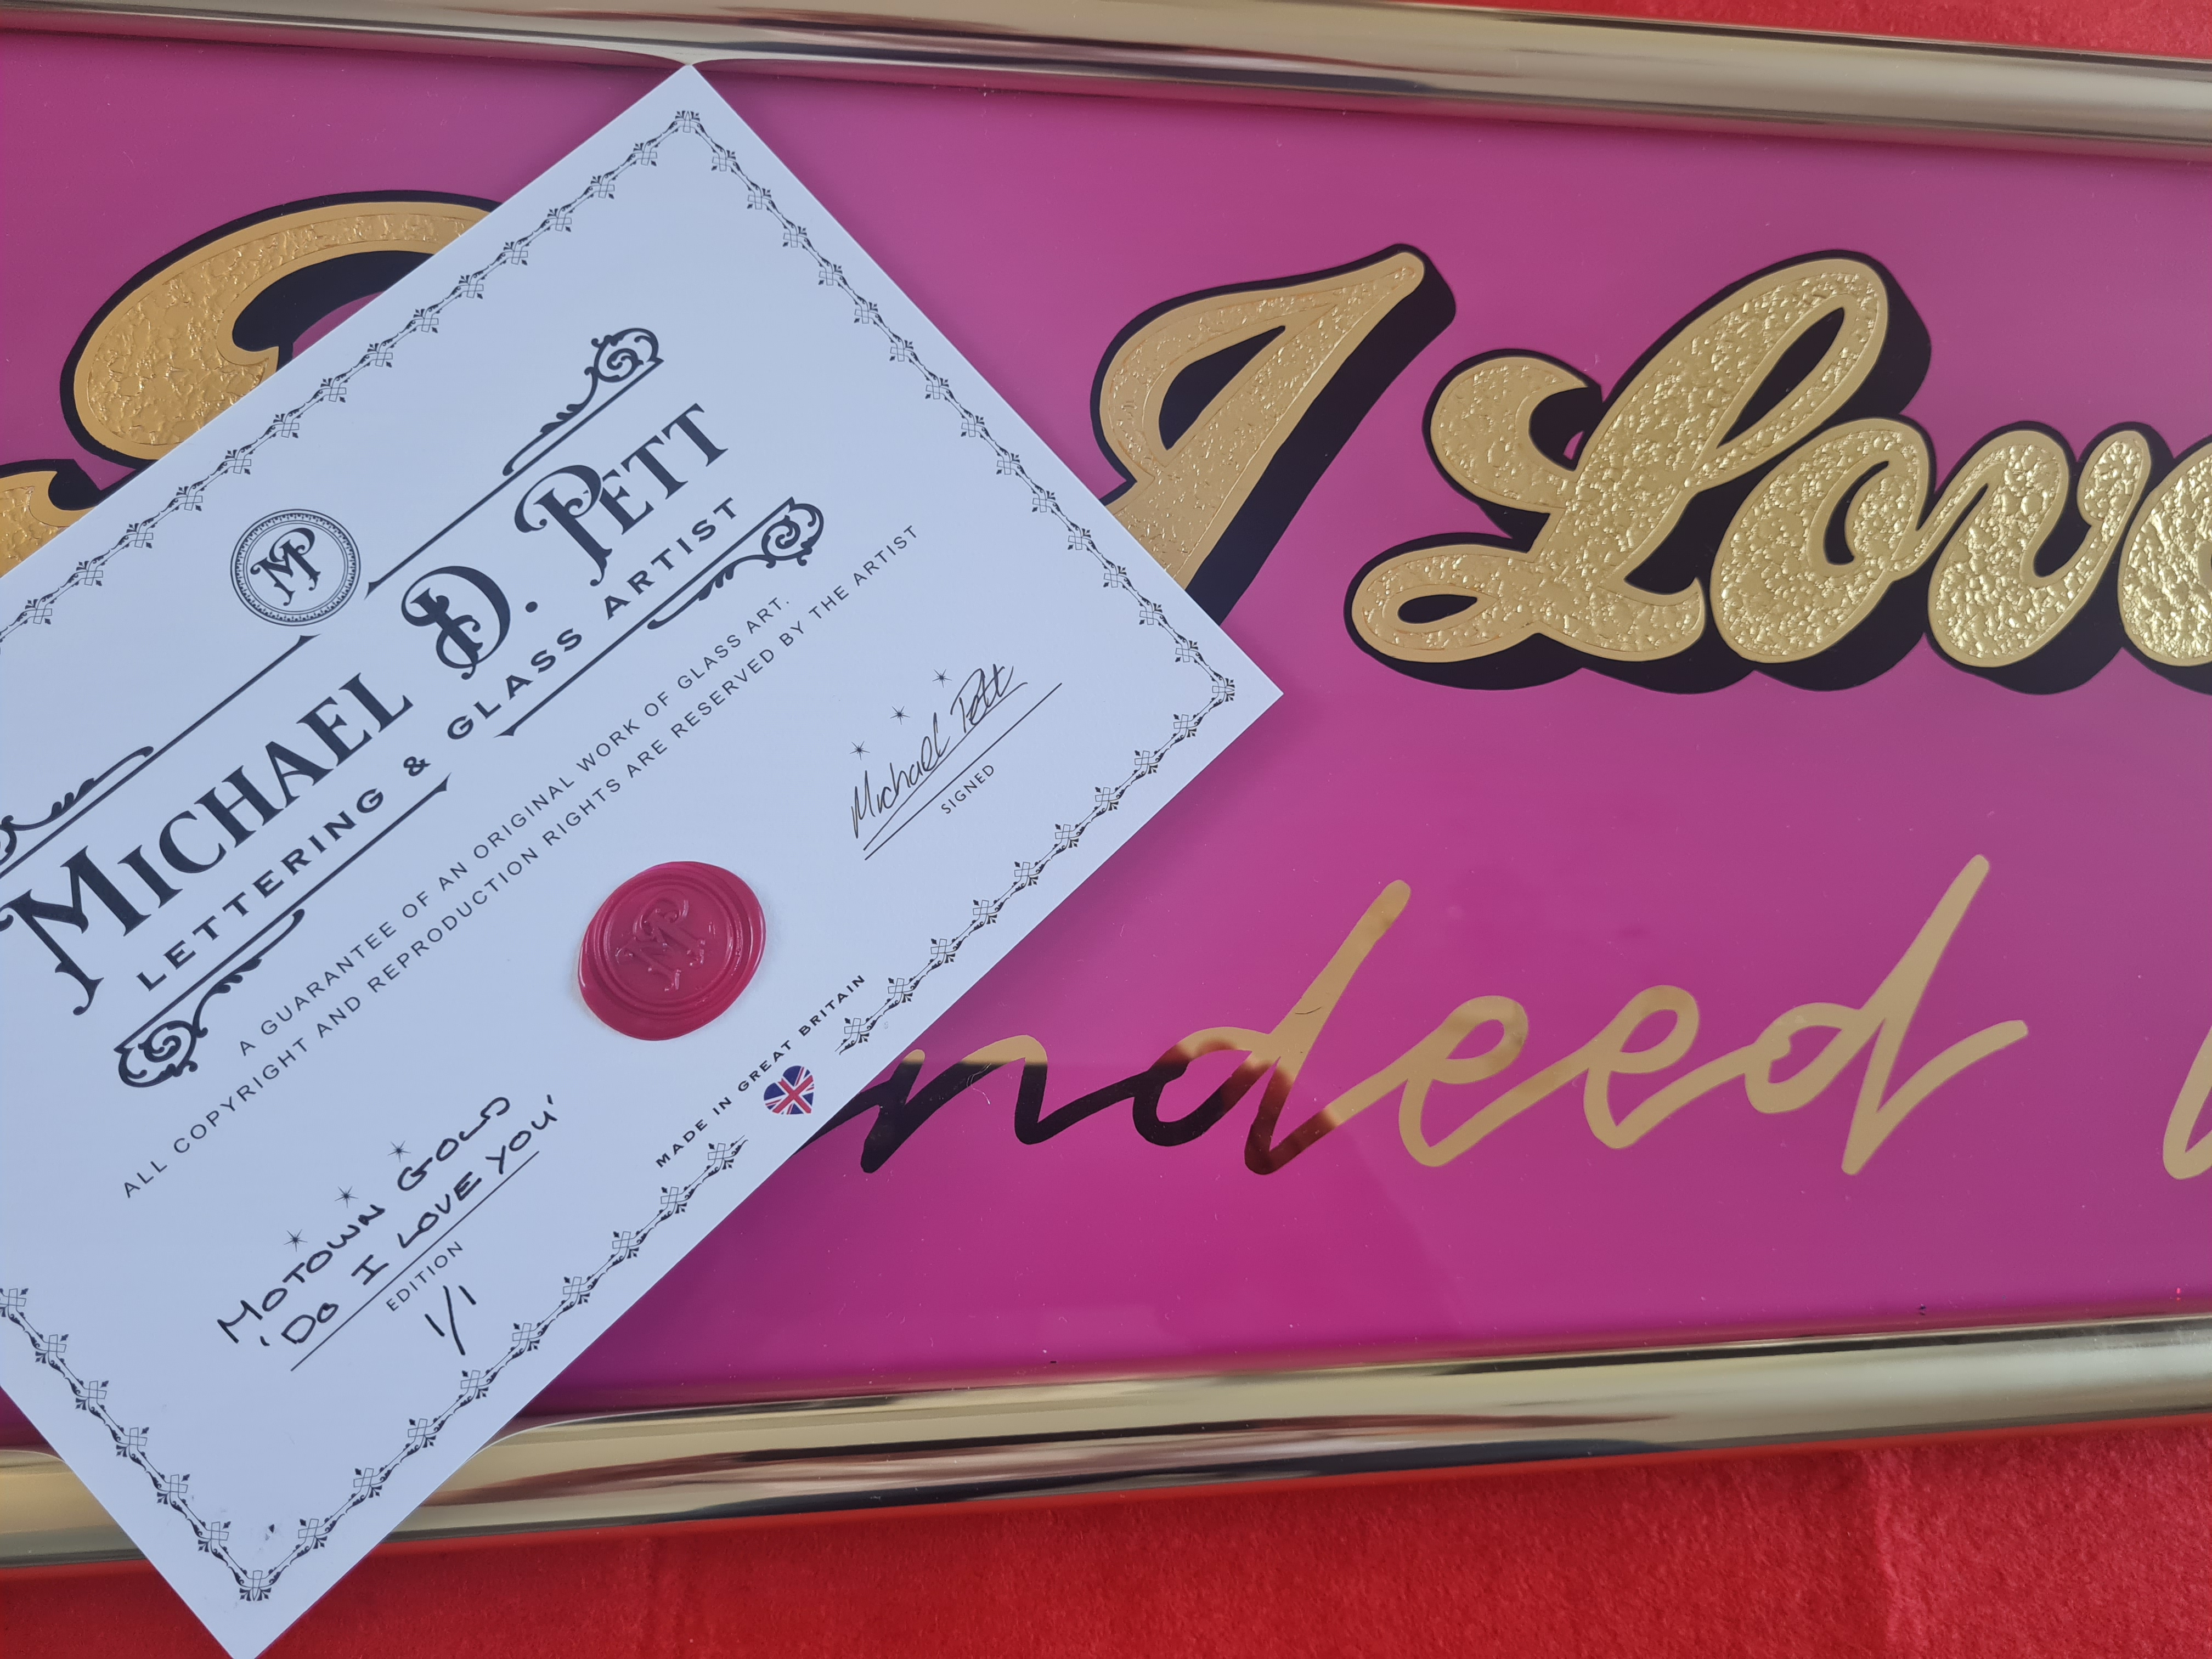 MP
MICHAEL D. PETT
LETTERING & GLASS ARTIST
A GUARANTEE OF AN ORIGINAL WORK OF GLASS ART.
ALL COPYRIGHT AND REPRODUCTION RIGHTS ARE RESERVED BY THE ARTIST
Michael Pett
SIGNED
MP
MOTOWN GOLD
'DO I LOVE YOU'
EDITION
1/1
MADE IN GREAT BRITAIN
I Love
ndeed